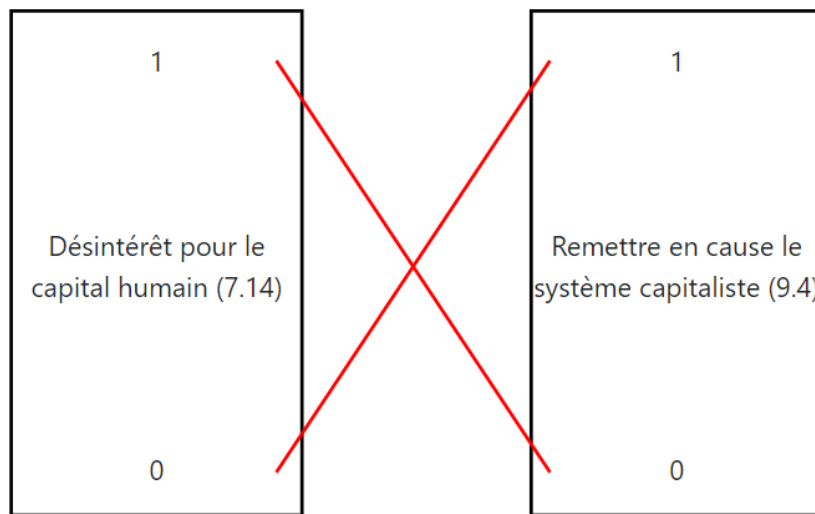 1
Désintérêt pour le
capital humain (7.14)
0
1
Remettre en cause le
système capitaliste (9.4)
0